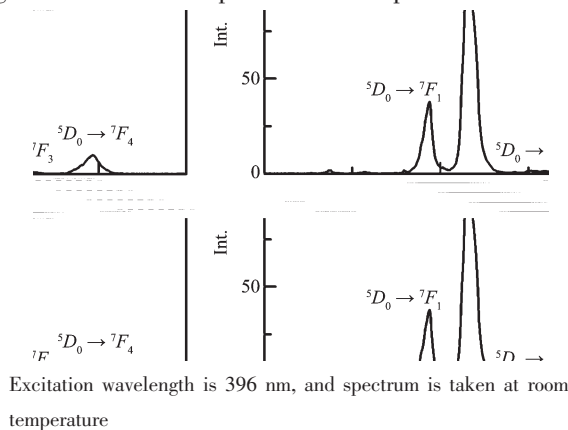 Int.
50
⁵D₀ → ⁷F₁
⁵D₀ → ⁷F₄
⁷F₃
⁵D₀ →
0
Int.
50
⁵D₀ → ⁷F₁
⁵D₀ → ⁷F₄
Excitation wavelength is 396 nm, and spectrum is taken at room
temperature